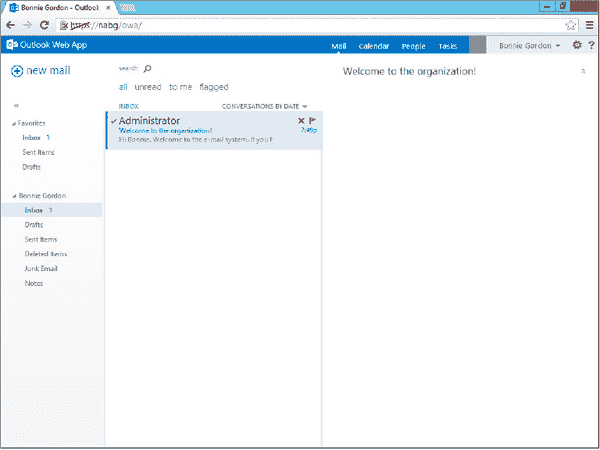 Bonnie Gordon - Outlook
https://nabg/owa/
Outlook Web App
Mail Calendar People Tasks Bonnie Gordon ?
new mail
search
Welcome to the organization!
all unread to me flagged
«
INBOX CONVERSATIONS BY DATE
Favorites
Inbox 1
Sent Items
Drafts
Administrator
Welcome to the organization! 7:49p
Hi Bonnie, Welcome to the e-mail system. If you f
Bonnie Gordon
Inbox 1
Drafts
Sent Items
Deleted Items
Junk Email
Notes